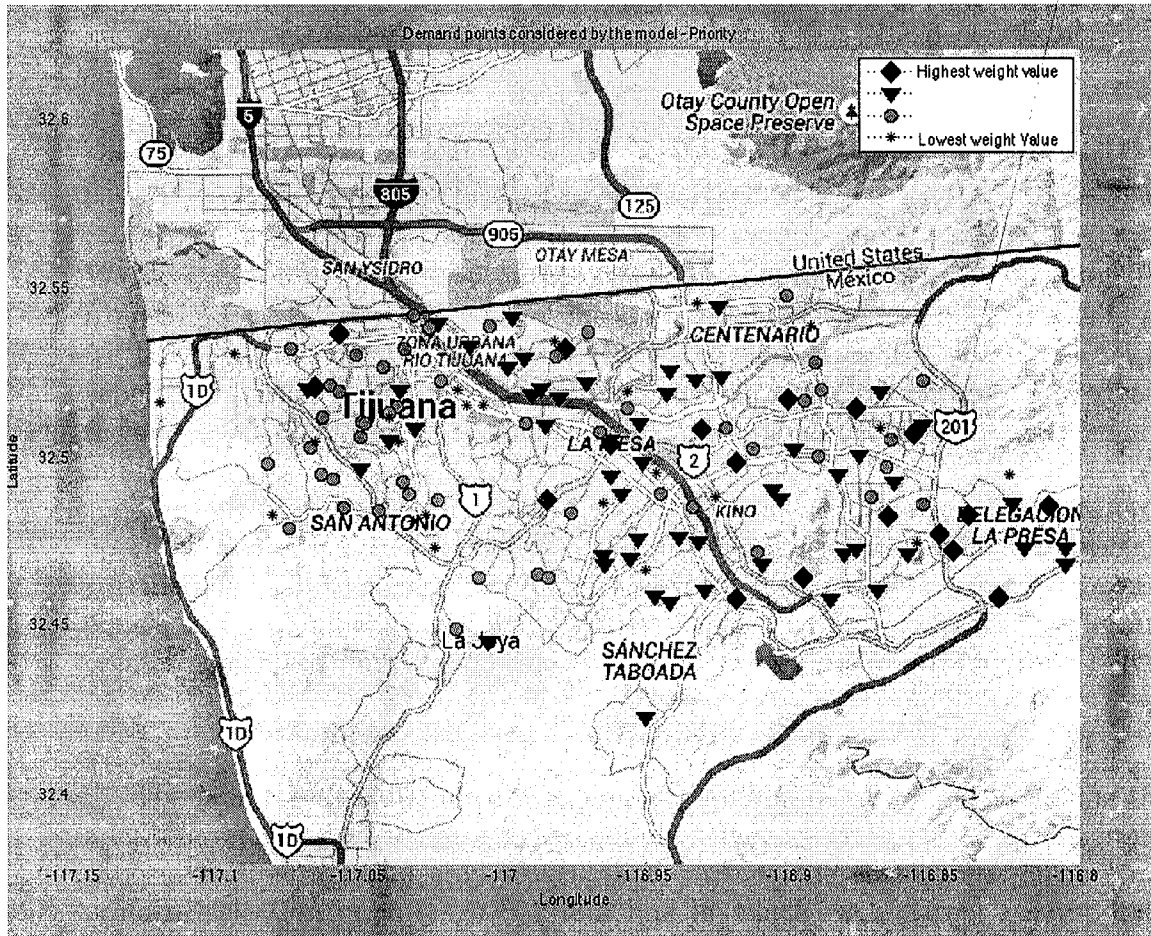 Demand points considered by the model - Priority
Highest weight value
Lowest weight Value
Otay County Open
Space Preserve
32.6
5
75
805
125
905
OTAY MESA
SAN YSIDRO
United States
México
32.55
CENTENARIO
ZONA URBANA
RIO TIJUANA
1D
Tijuana
201
LA MESA
32.5
Latitude
2
1
KINO
SAN ANTONIO
DELEGACION
LA PRESA
32.45
La Joya
SÁNCHEZ
TABOADA
1D
32.4
1D
-117.15
-117.1
-117.05
-117
-116.95
-116.9
-116.85
-116.8
Longitude